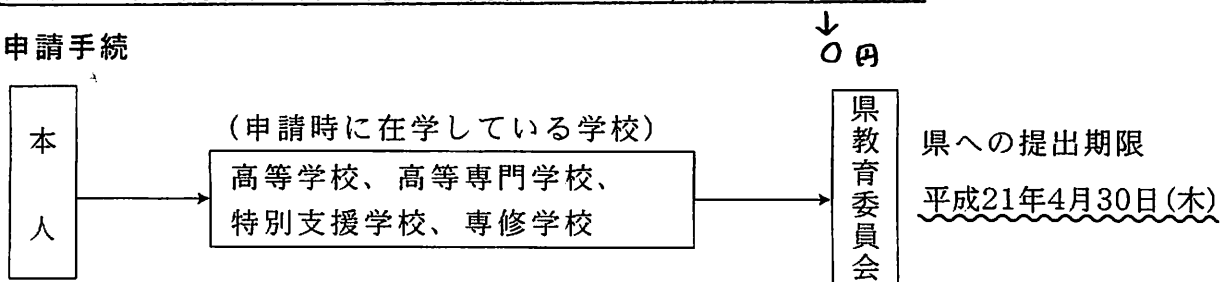 ↓
0円
申請手続
本人
(申請時に在学している学校)
高等学校、高等専門学校、
特別支援学校、専修学校
県教育委員会
県への提出期限
平成21年4月30日(木)